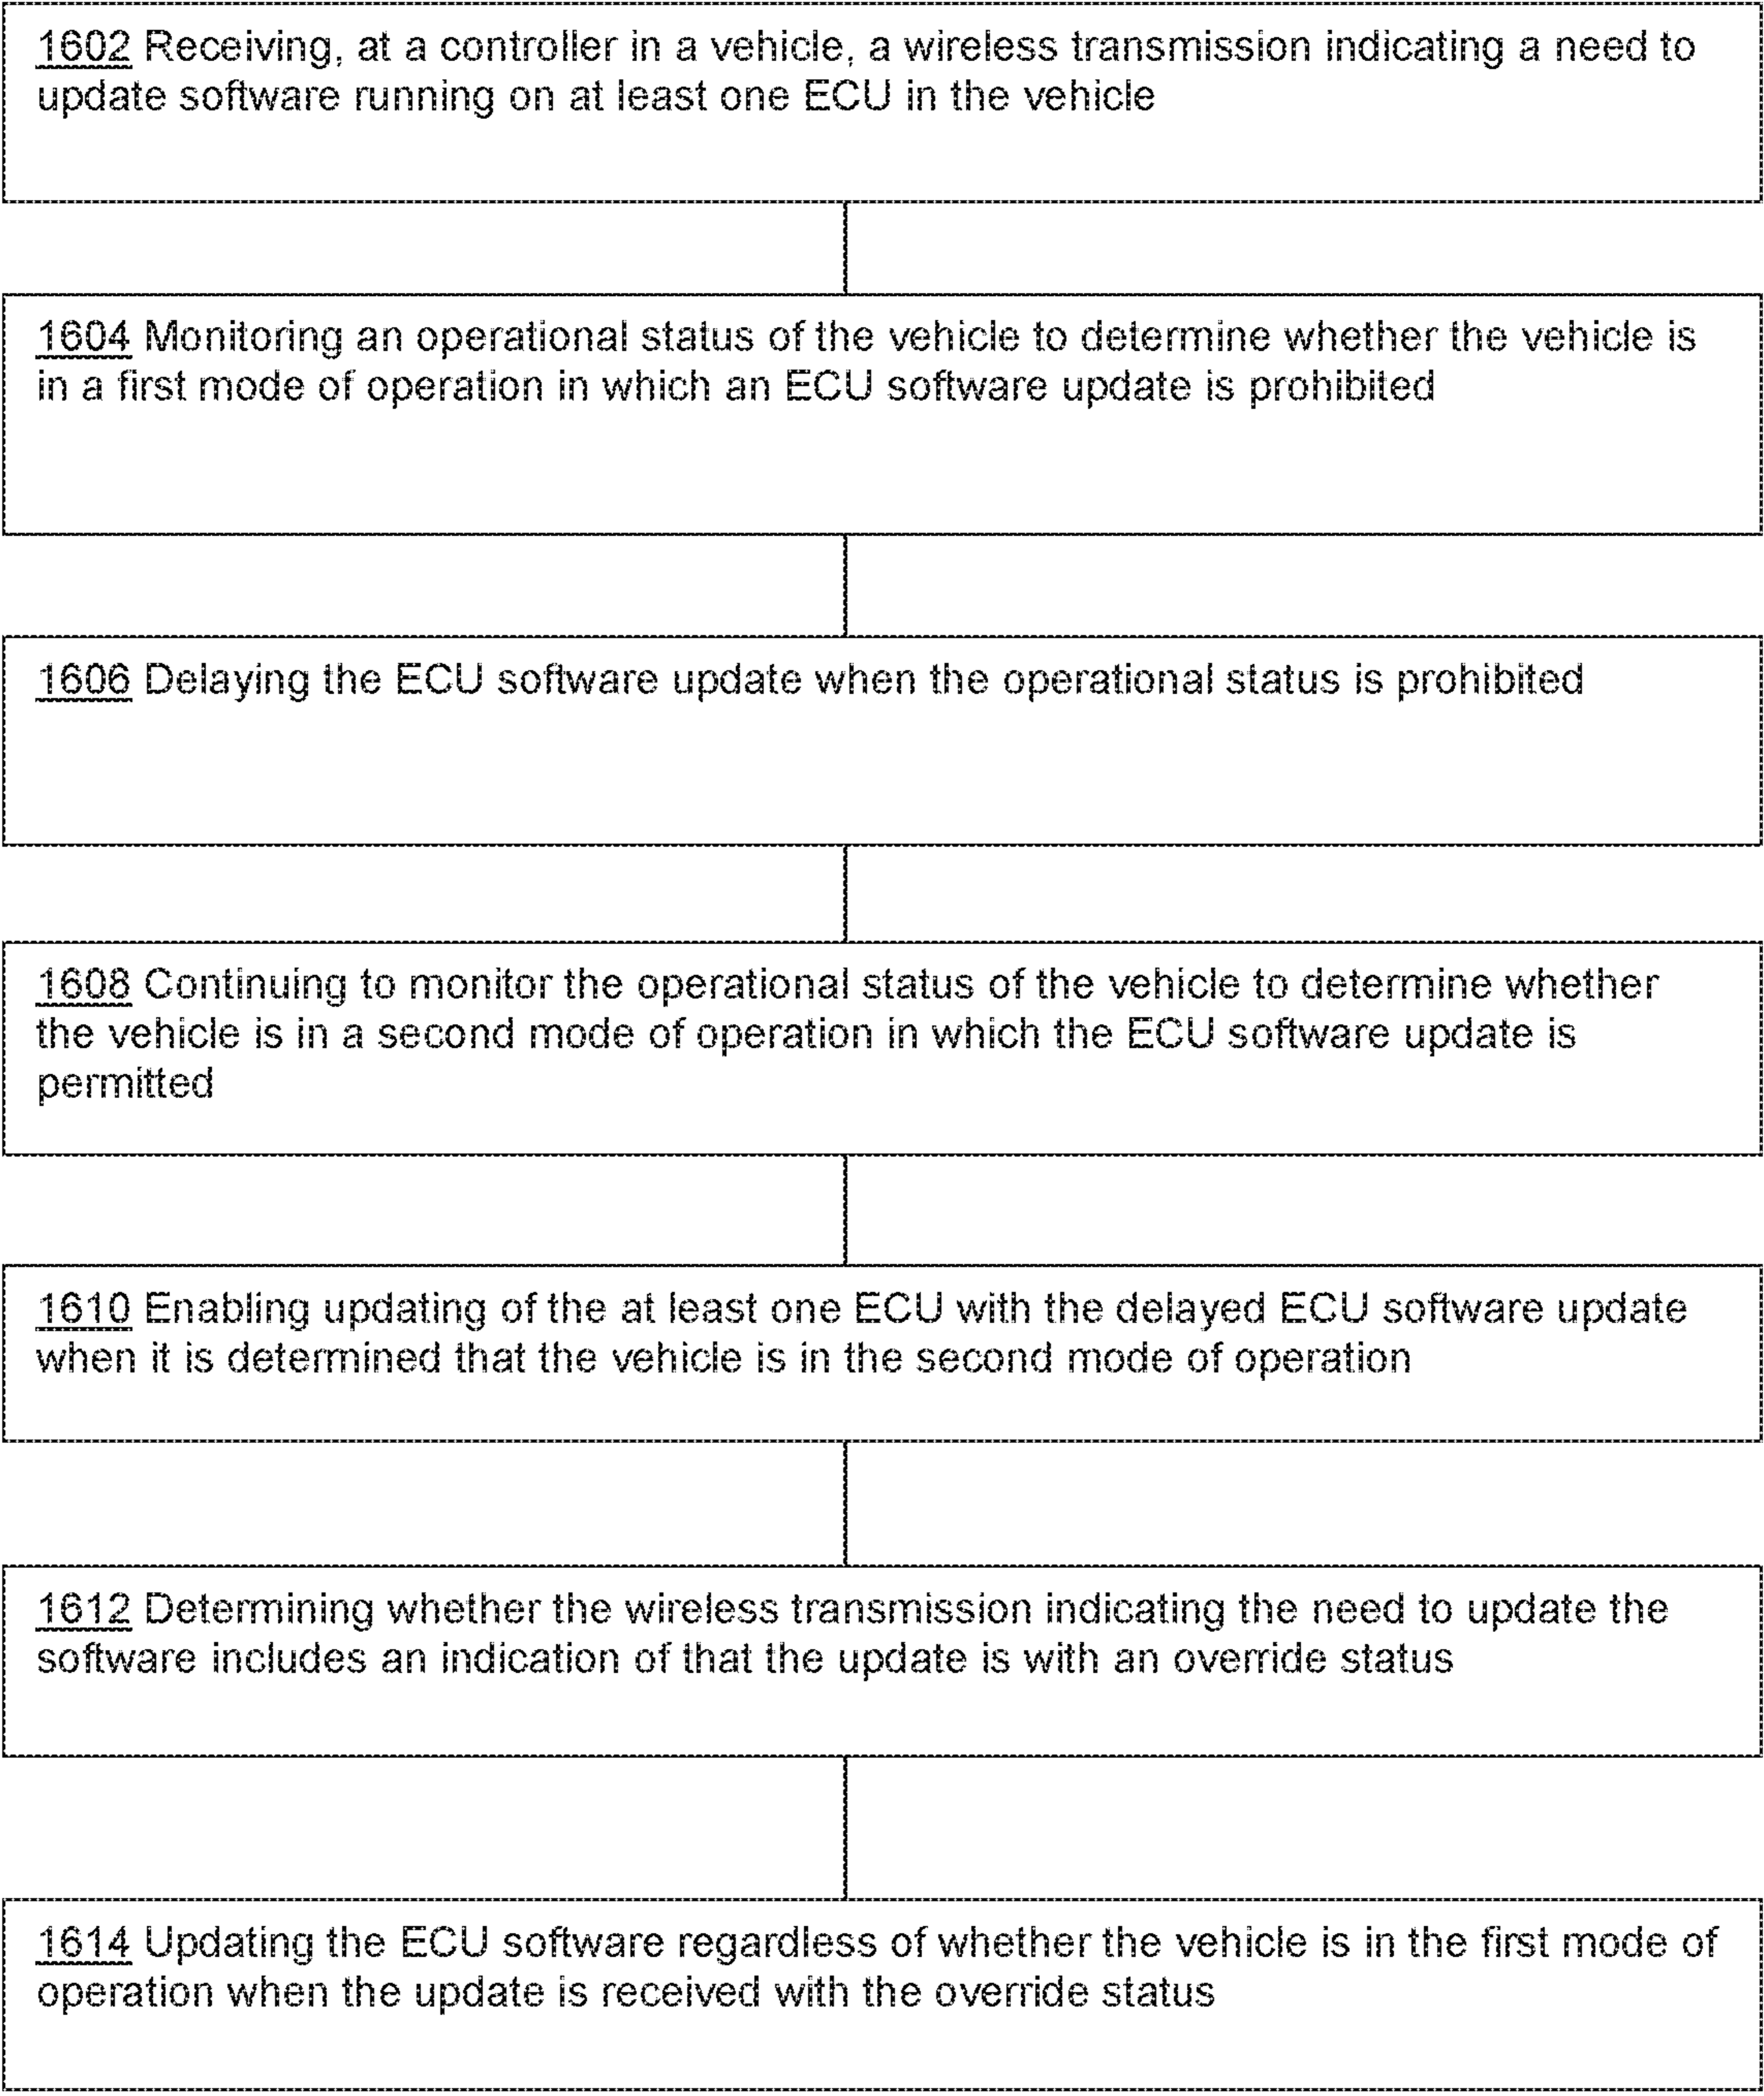 1602 Receiving, at a controller in a vehicle, a wireless transmission indicating a need to
update software running on at least one ECU in the vehicle
1604 Monitoring an operational status of the vehicle to determine whether the vehicle is
in a first mode of operation in which an ECU software update is prohibited
1606 Delaying the ECU software update when the operational status is prohibited
1608 Continuing to monitor the operational status of the vehicle to determine whether
the vehicle is in a second mode of operation in which the ECU software update is
permitted
1610 Enabling updating of the at least one ECU with the delayed ECU software update
when it is determined that the vehicle is in the second mode of operation
1612 Determining whether the wireless transmission indicating the need to update the
software includes an indication of that the update is with an override status
1614 Updating the ECU software regardless of whether the vehicle is in the first mode of
operation when the update is received with the override status